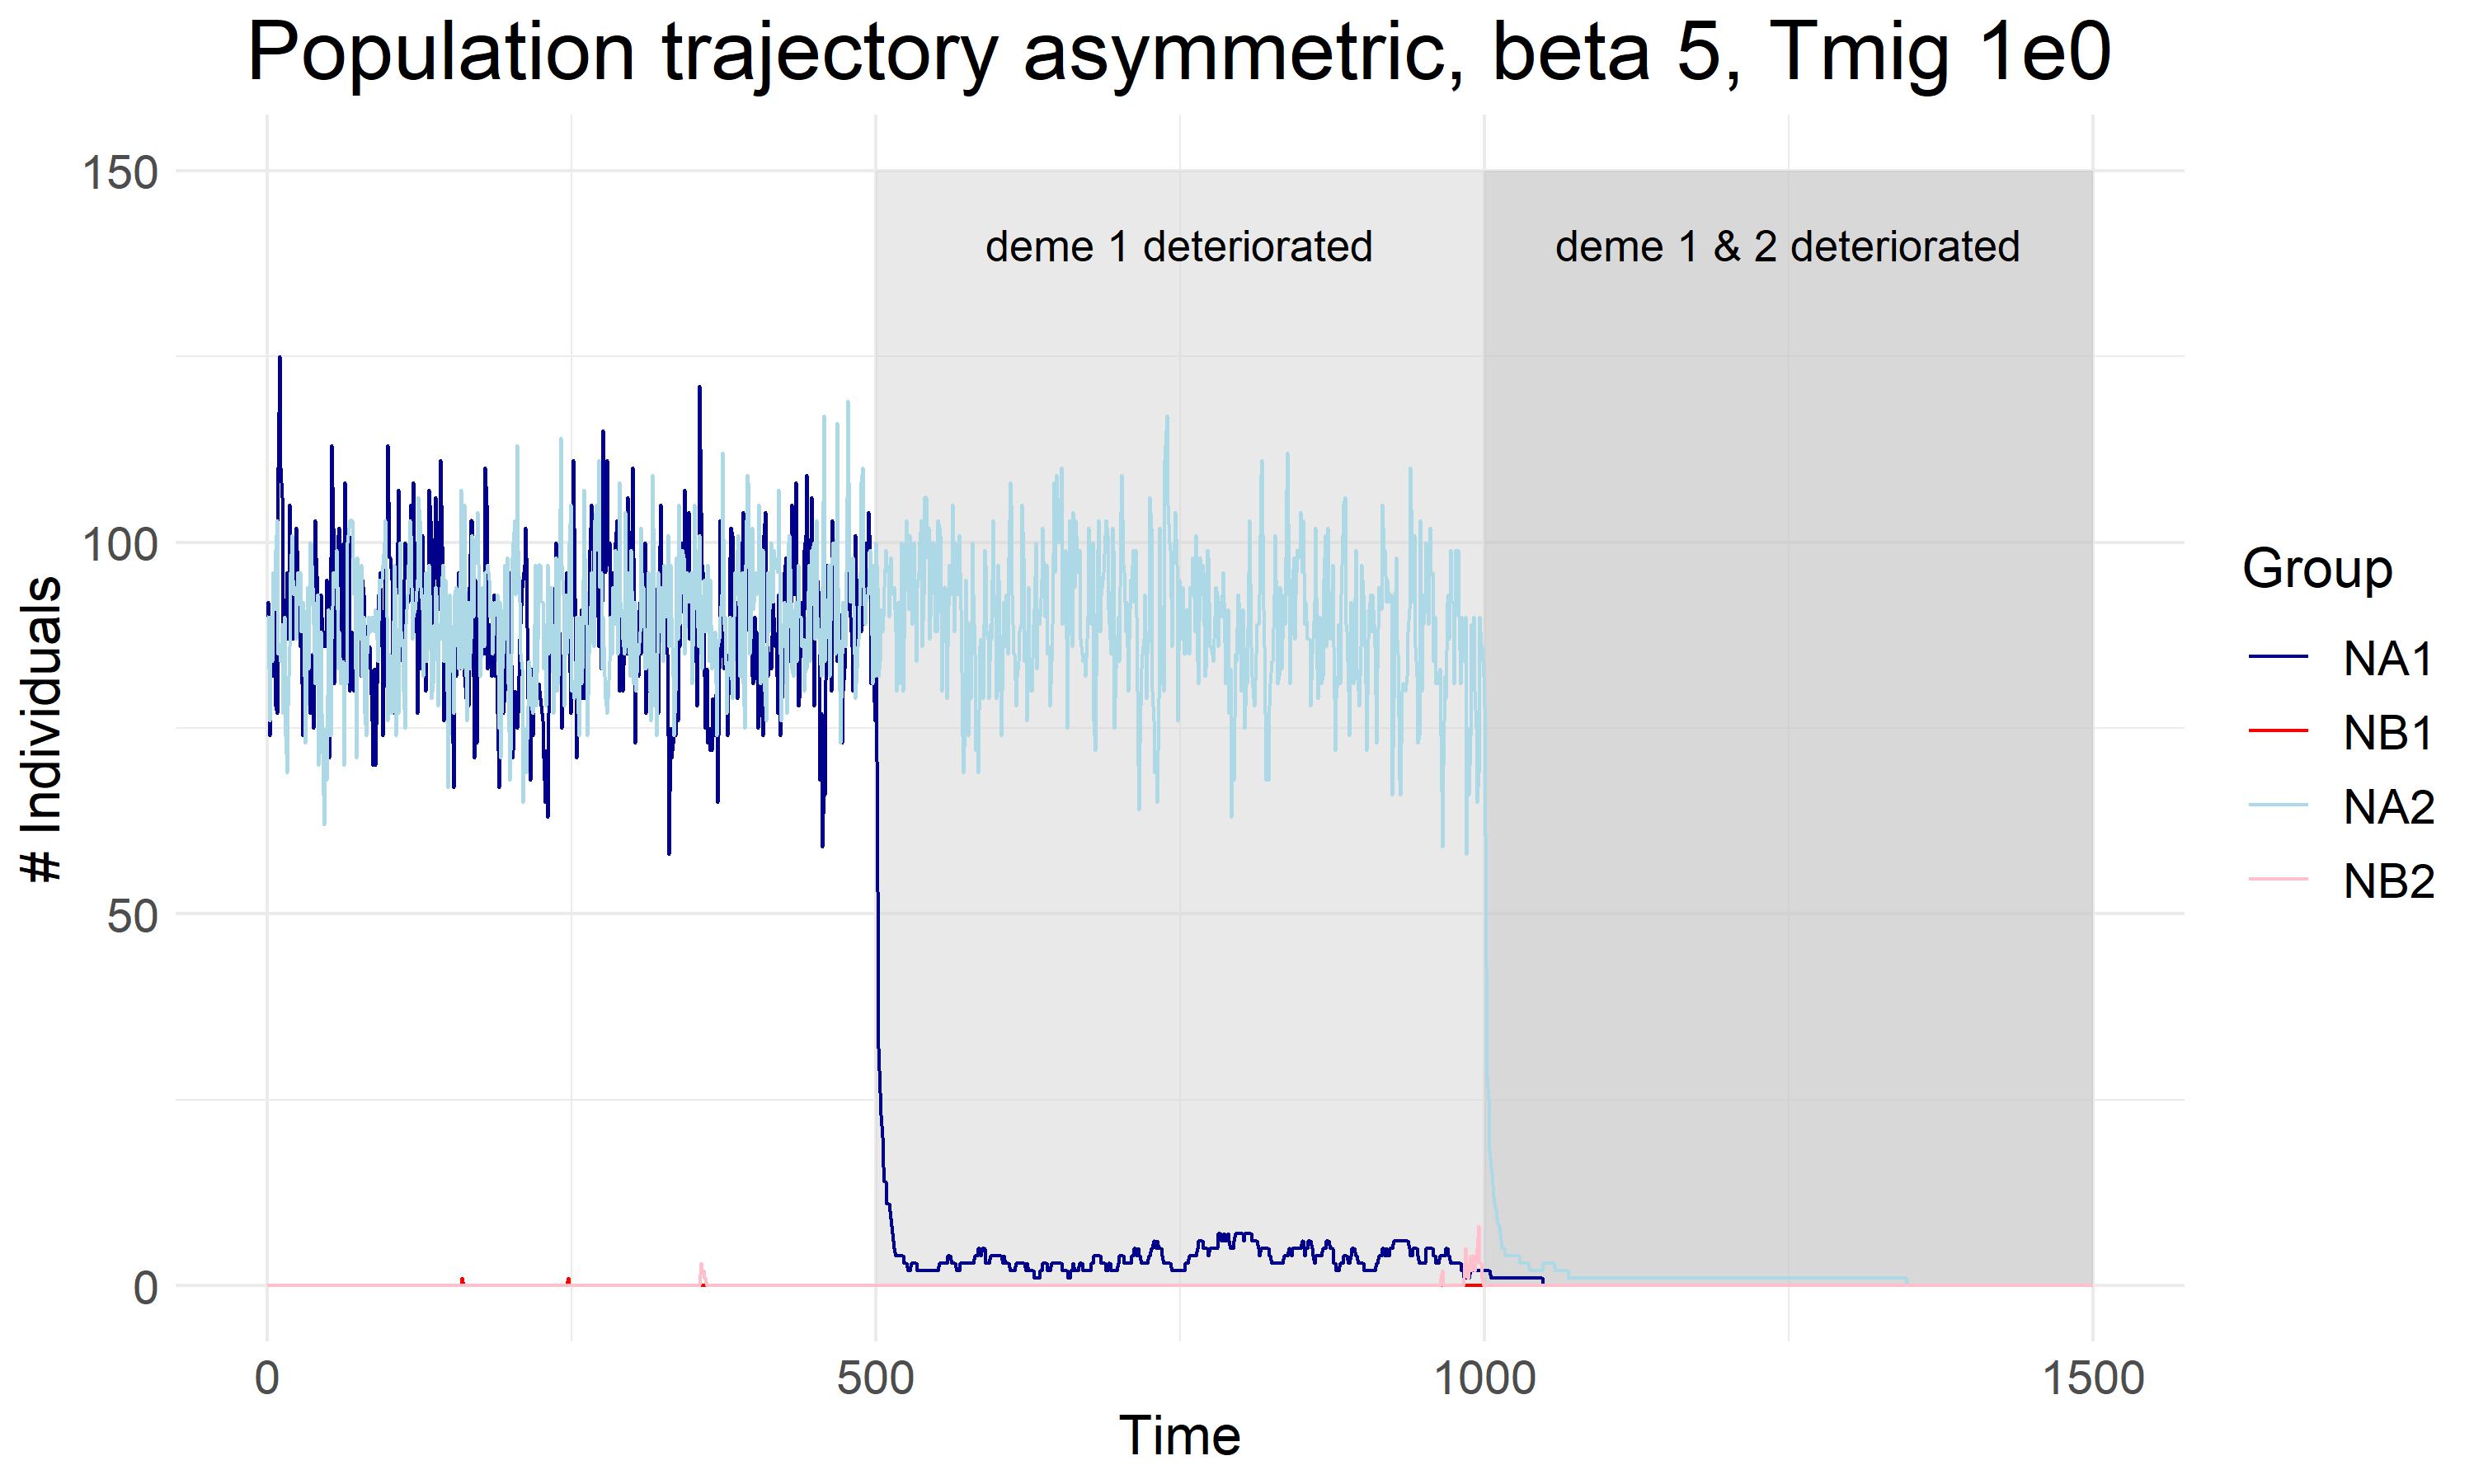 Population trajectory asymmetric, beta 5, Tmig 1e0
150
100
50
0
# Individuals
deme 1 deteriorated
deme 1 & 2 deteriorated
0
500
1000
1500
Time
Group
NA1
NB1
NA2
NB2